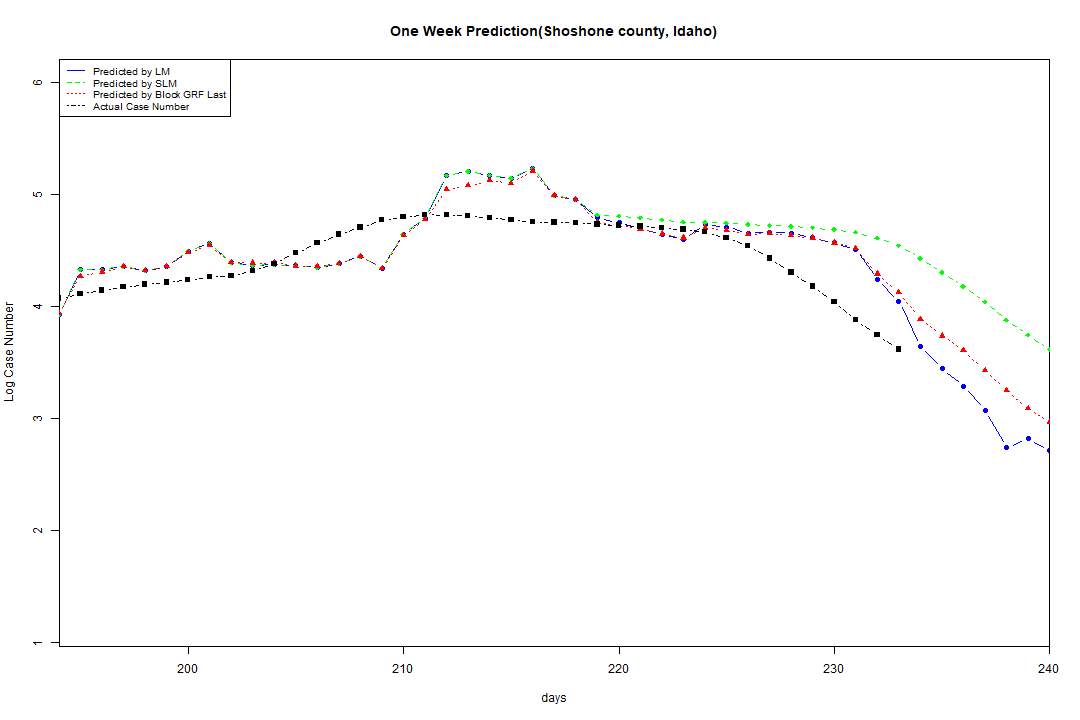 One Week Prediction(Shoshone county, Idaho)
Predicted by LM
Predicted by SLM
Predicted by Block GRF Last
Actual Case Number
6
5
4
3
2
1
Log Case Number
200
210
220
230
240
days